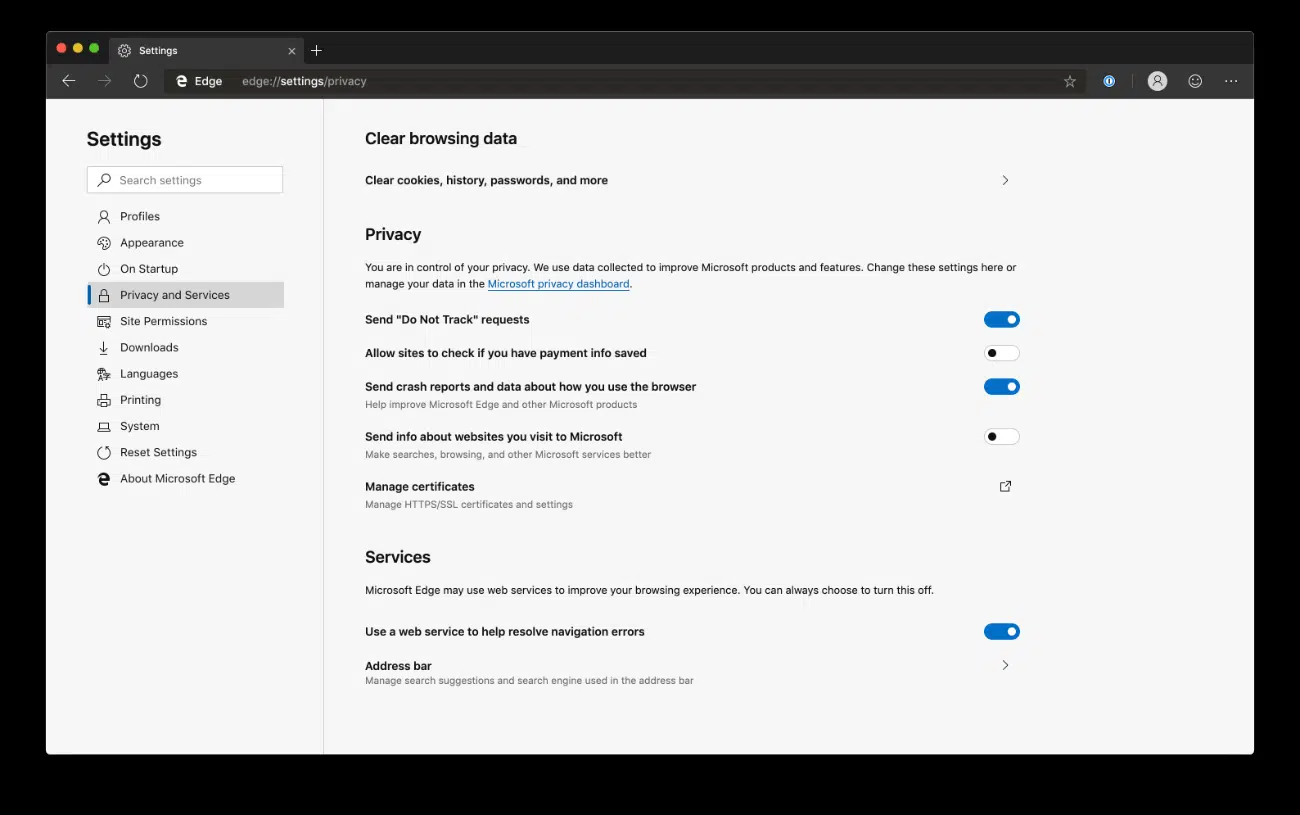 Settings
Edge edge://settings/privacy
Settings
Search settings
Profiles
Appearance
On Startup
Privacy and Services
Site Permissions
Downloads
Languages
Printing
System
Reset Settings
About Microsoft Edge
Clear browsing data
Clear cookies, history, passwords, and more
Privacy
You are in control of your privacy. We use data collected to improve Microsoft products and features. Change these settings here or
manage your data in the Microsoft privacy dashboard.
Send "Do Not Track" requests
Allow sites to check if you have payment info saved
Send crash reports and data about how you use the browser
Help improve Microsoft Edge and other Microsoft products
Send info about websites you visit to Microsoft
Make searches, browsing, and other Microsoft services better
Manage certificates
Manage HTTPS/SSL certificates and settings
Services
Microsoft Edge may use web services to improve your browsing experience. You can always choose to turn this off.
Use a web service to help resolve navigation errors
Address bar
Manage search suggestions and search engine used in the address bar